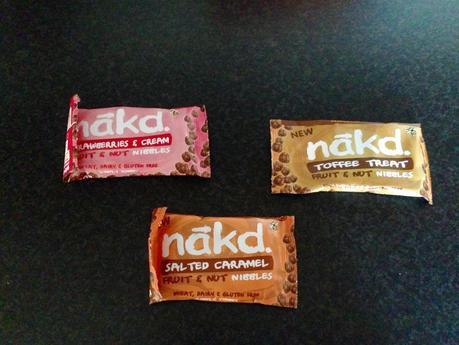 nākd.
STRAWBERRIES & CREAM
FRUIT & NUT NIBBLES
WHEAT, DAIRY & GLUTEN FREE
NEW
nākd.
TOFFEE TREAT
FRUIT & NUT NIBBLES
nākd.
SALTED CARAMEL
FRUIT & NUT NIBBLES
WHEAT, DAIRY & GLUTEN FREE